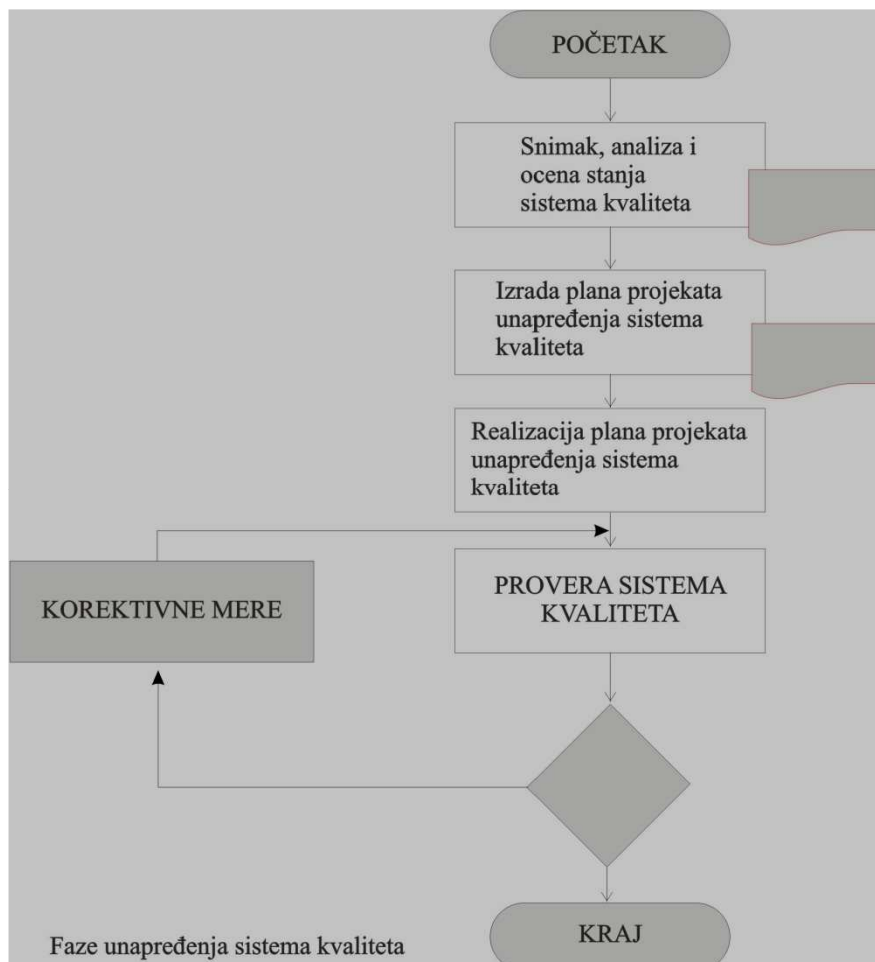 POČETAK
Snimak, analiza i
ocena stanja
sistema kvaliteta
Izrada plana projekata
unapređenja sistema
kvaliteta
Realizacija plana projekata
unapređenja sistema
kvaliteta
KOREKTIVNE MERE
PROVERA SISTEMA
KVALITETA
KRAJ
Faze unapređenja sistema kvaliteta